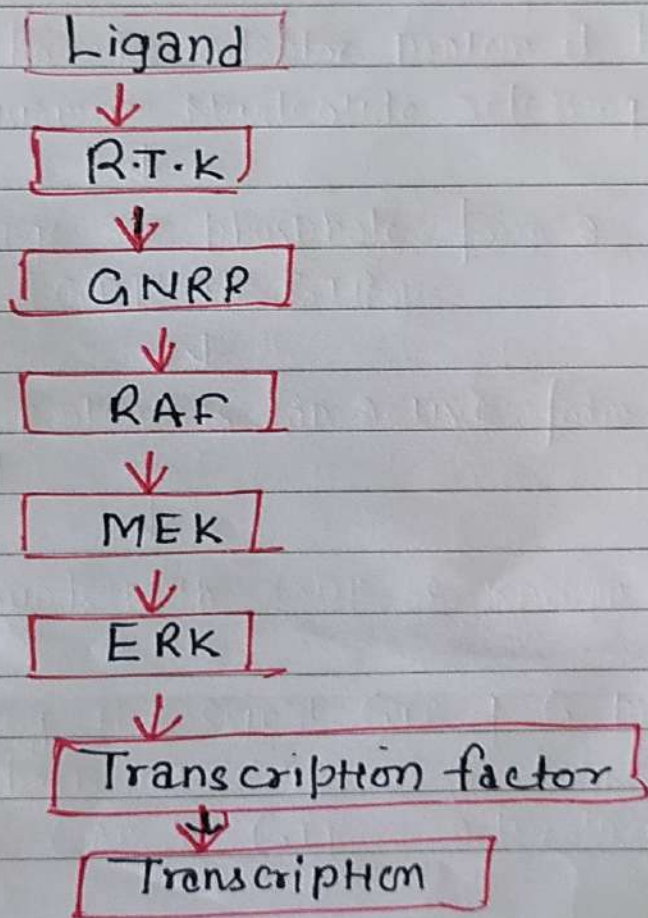 Ligand
R.T.K
GNRP
RAF
MEK
ERK
Transcription factor
Transcription